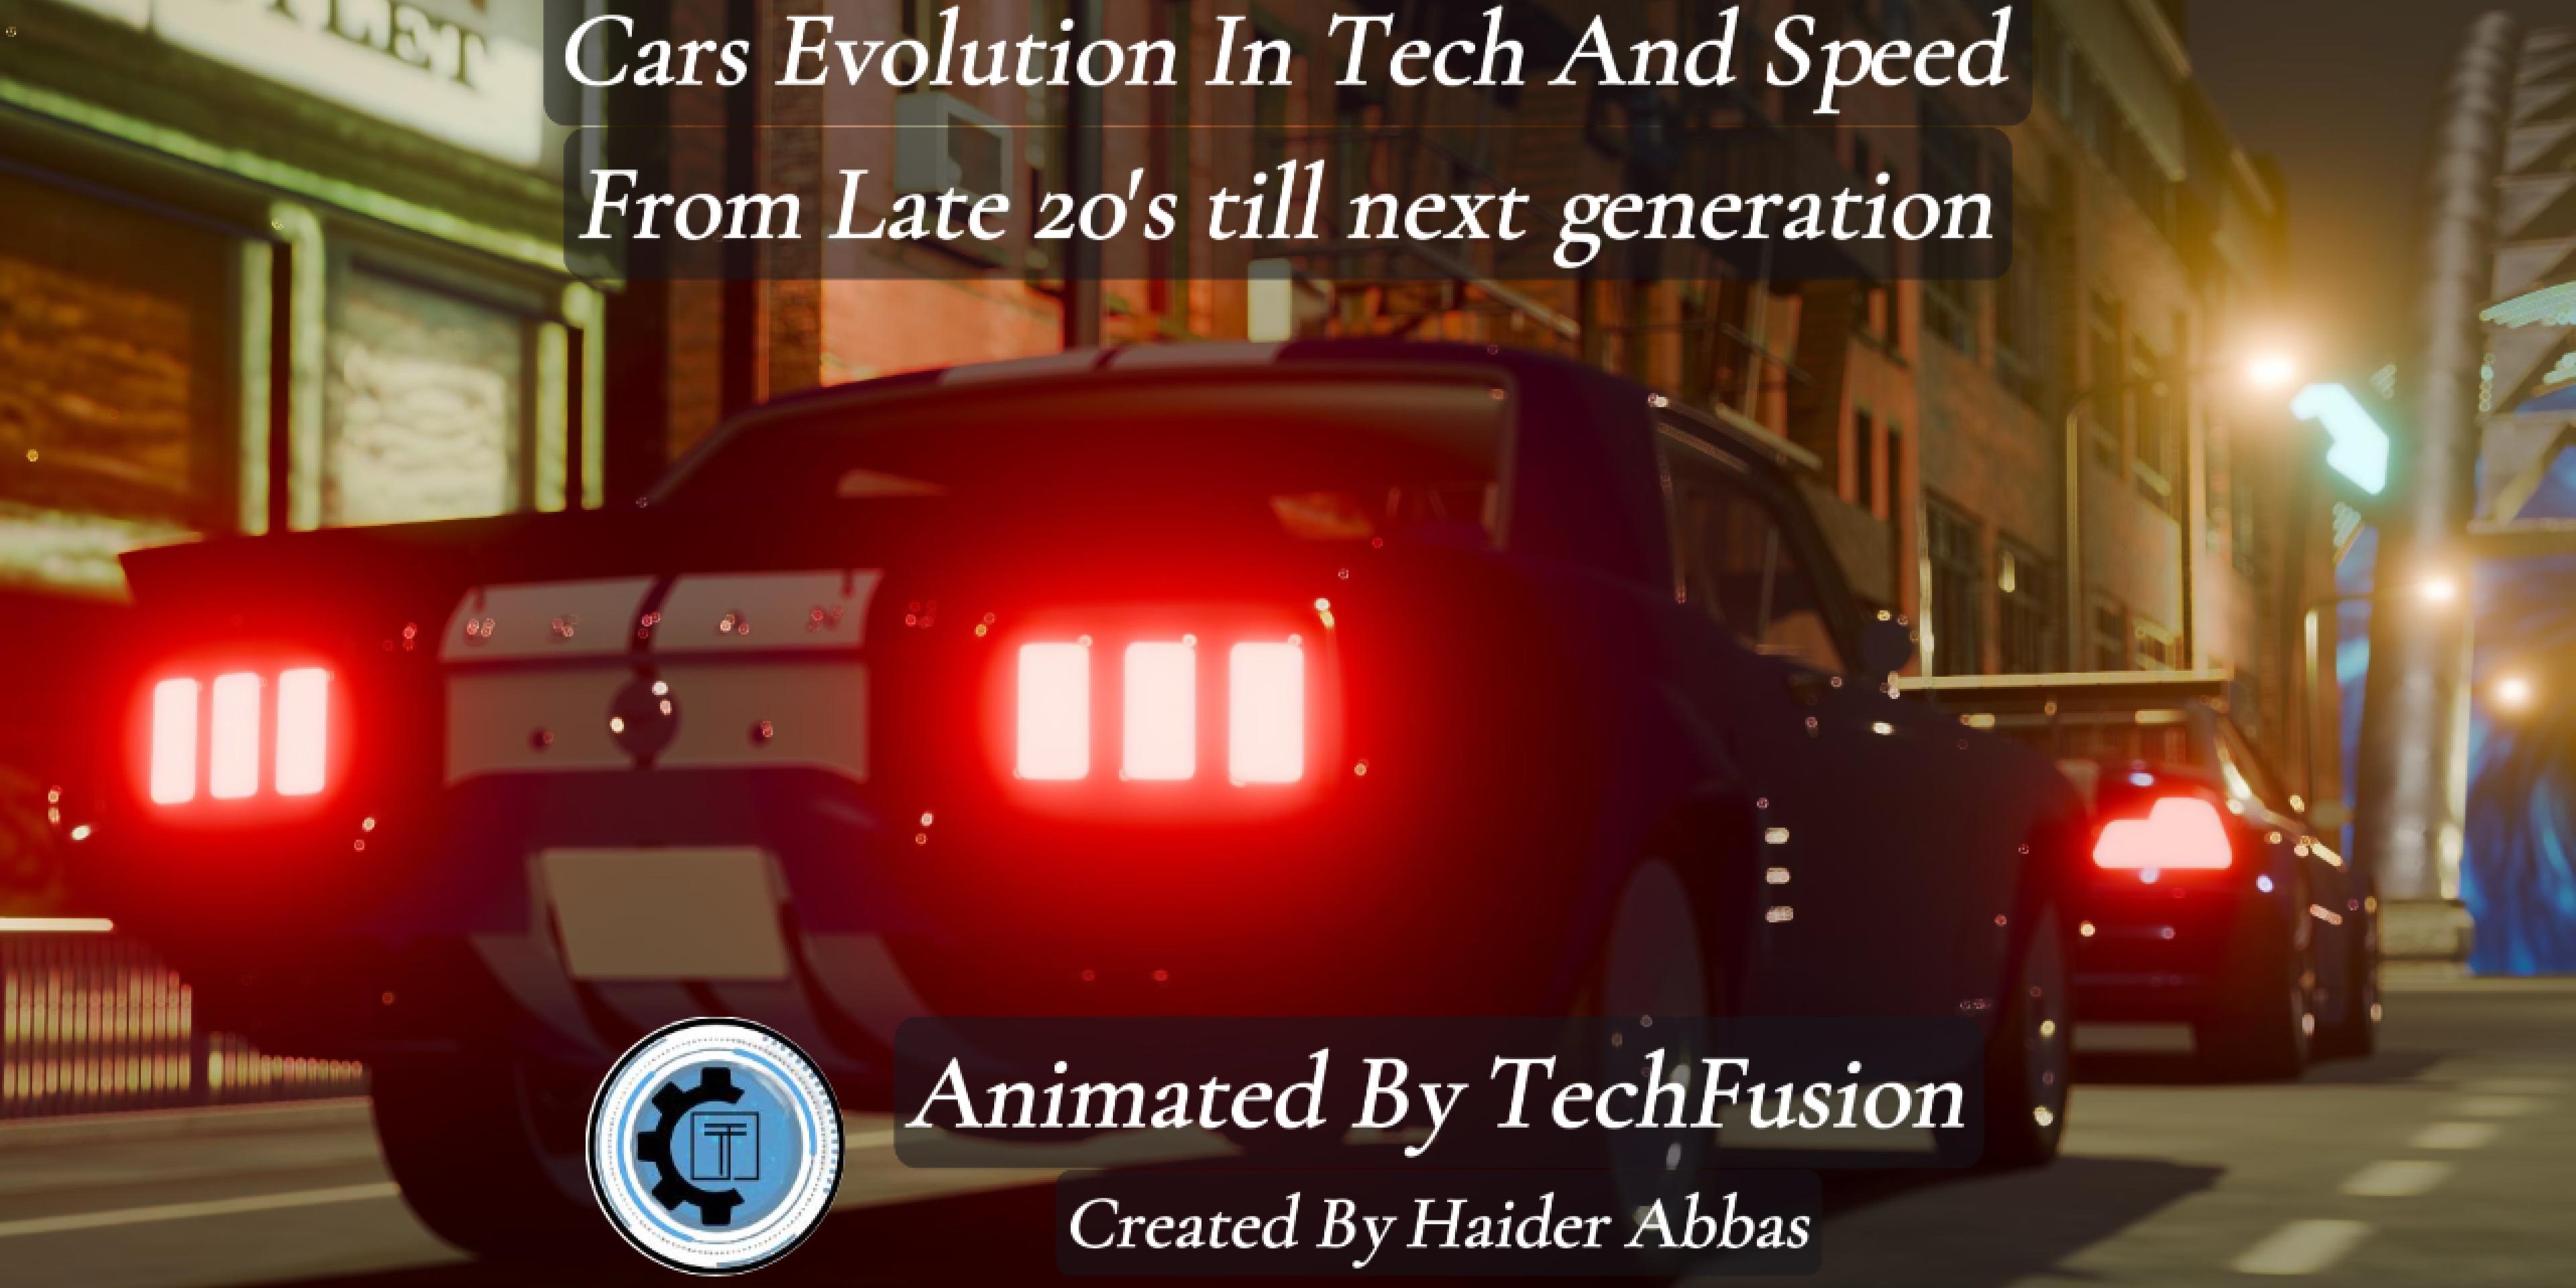 Cars Evolution In Tech And Speed
From Late 20's till next generation
Animated By TechFusion
Created By Haider Abbas